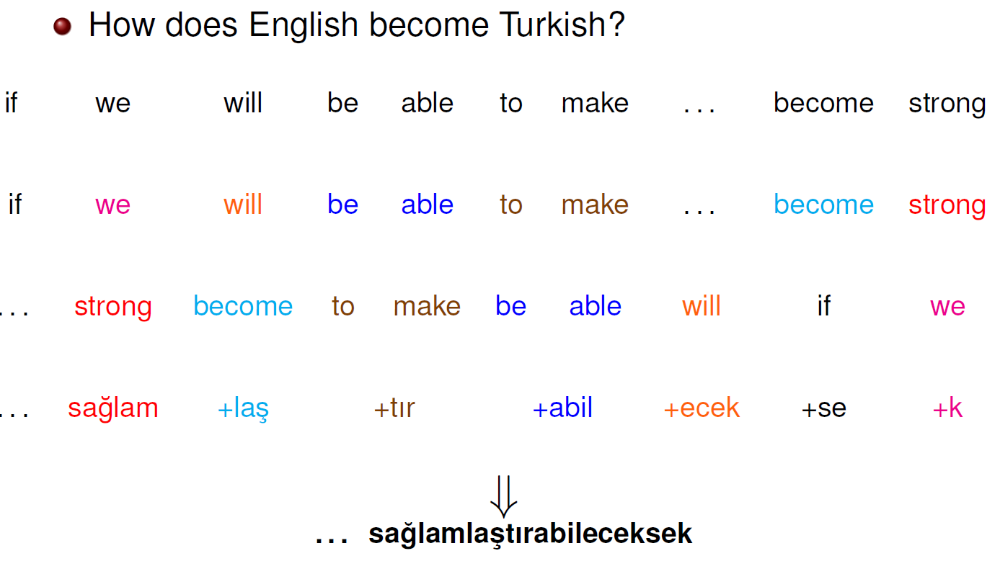 How does English become Turkish?
if we will be able to make ... become strong
if we will be able to make ... become strong
... strong become to make be able will if we
... sağlam +laş +tır +abil +ecek +se +k
⇓
... sağlamlaştırabileceksek